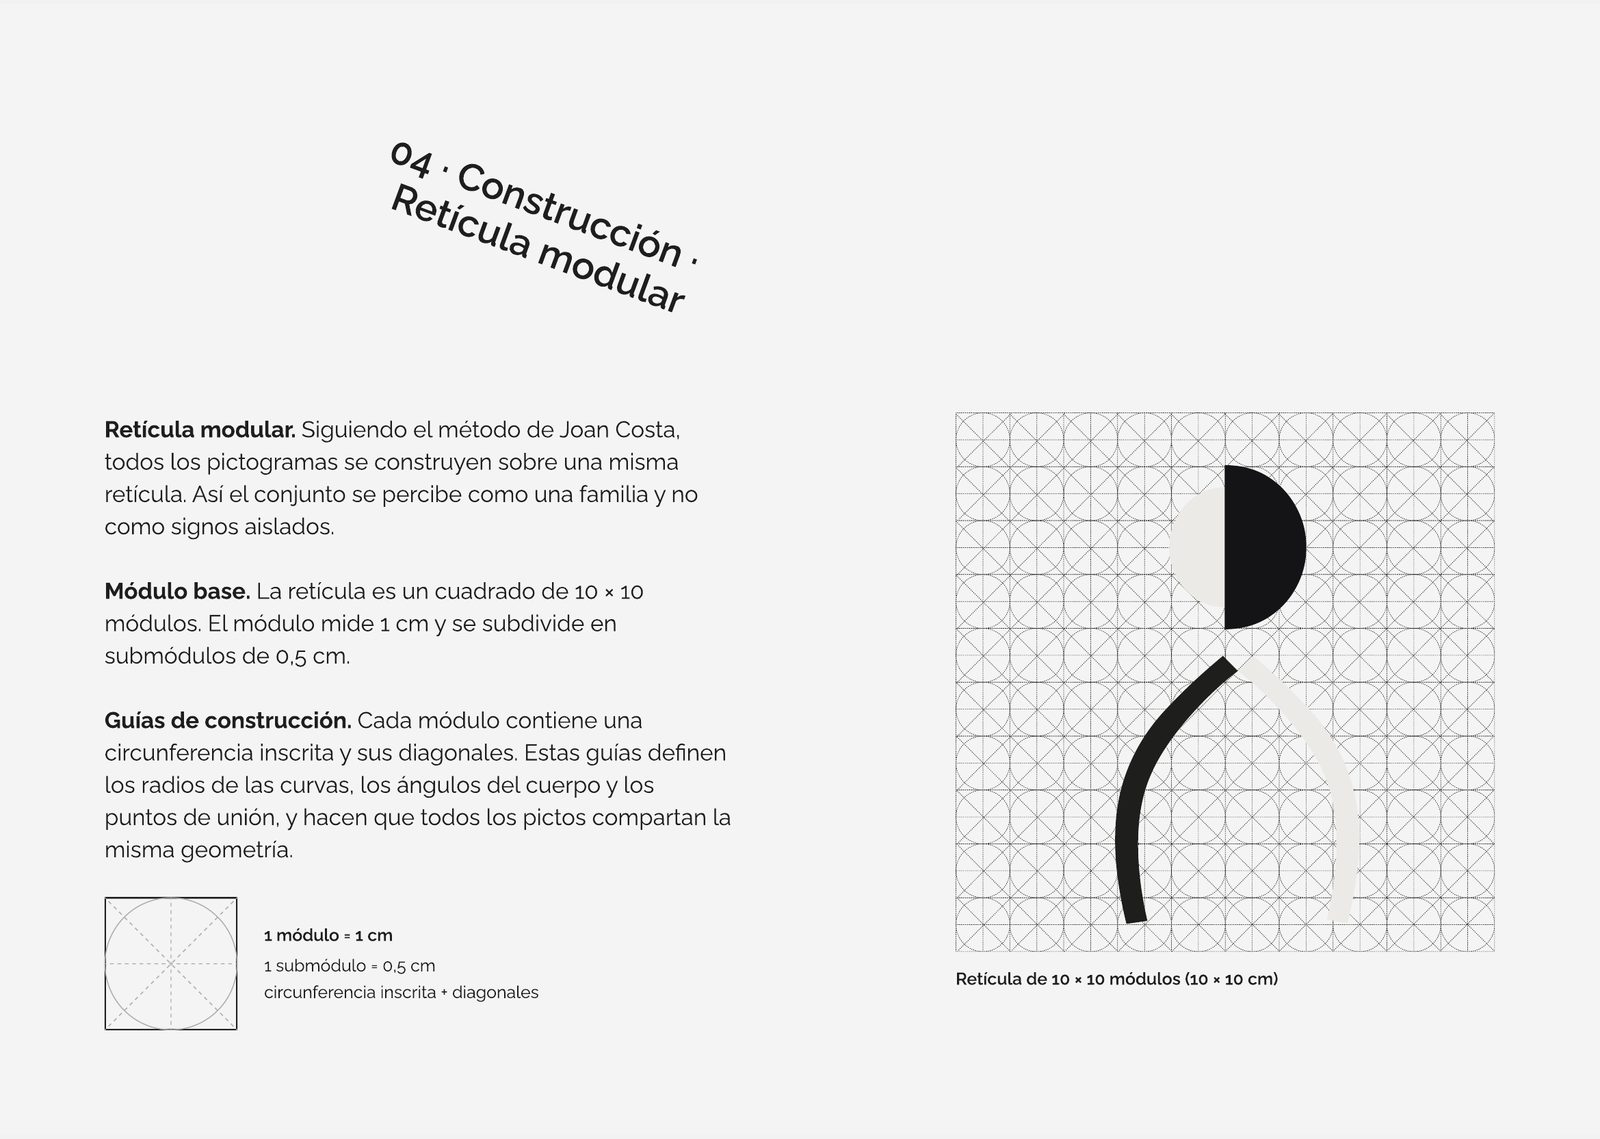 04 · Construcción ·
Retícula modular
Retícula modular. Siguiendo el método de Joan Costa,
todos los pictogramas se construyen sobre una misma
retícula. Así el conjunto se percibe como una familia y no
como signos aislados.
Módulo base. La retícula es un cuadrado de 10 × 10
módulos. El módulo mide 1 cm y se subdivide en
submódulos de 0,5 cm.
Guías de construcción. Cada módulo contiene una
circunferencia inscrita y sus diagonales. Estas guías definen
los radios de las curvas, los ángulos del cuerpo y los
puntos de unión, y hacen que todos los pictos compartan la
misma geometría.
1 módulo = 1 cm
1 submódulo = 0,5 cm
circunferencia inscrita + diagonales
Retícula de 10 × 10 módulos (10 × 10 cm)